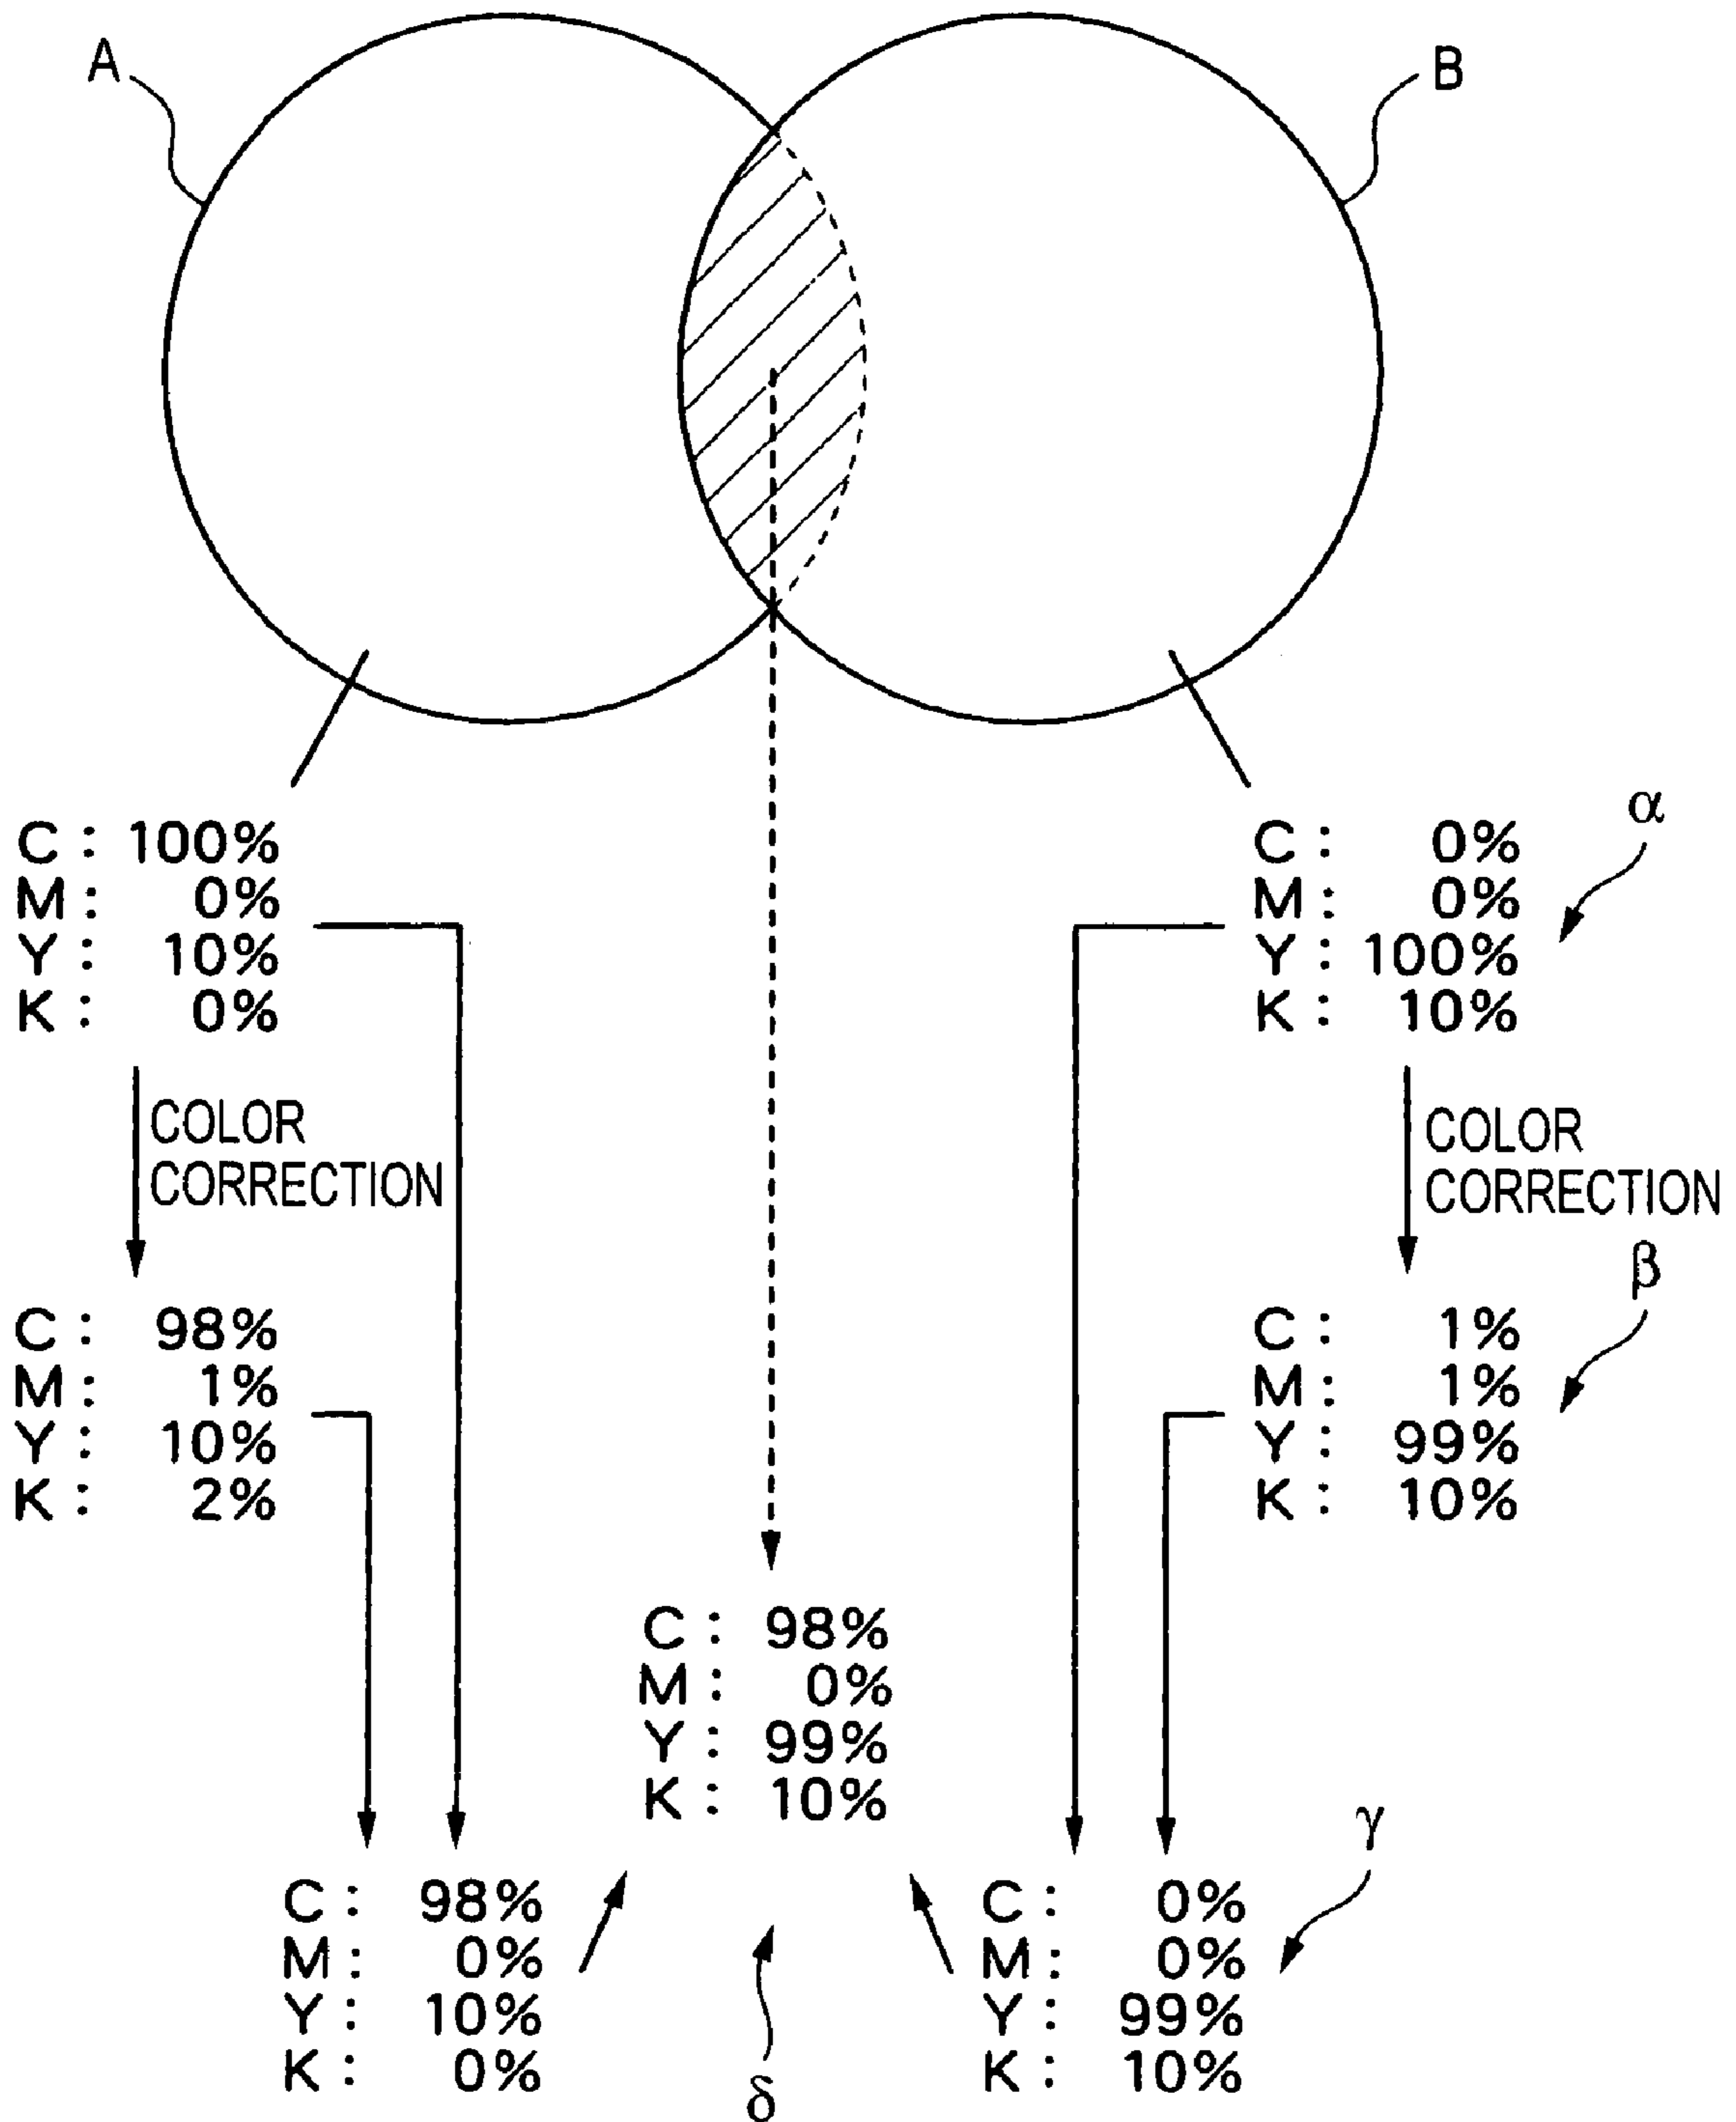 A
B
C : 100%
M : 0%
Y : 10%
K : 0%
C : 0%
M : 0%
Y : 100%
K : 10%
α
COLOR
CORRECTION
COLOR
CORRECTION
C : 98%
M : 1%
Y : 10%
K : 2%
C : 1%
M : 1%
Y : 99%
K : 10%
β
C : 98%
M : 0%
Y : 99%
K : 10%
C : 98%
M : 0%
Y : 10%
K : 0%
C : 0%
M : 0%
Y : 99%
K : 10%
γ
δ